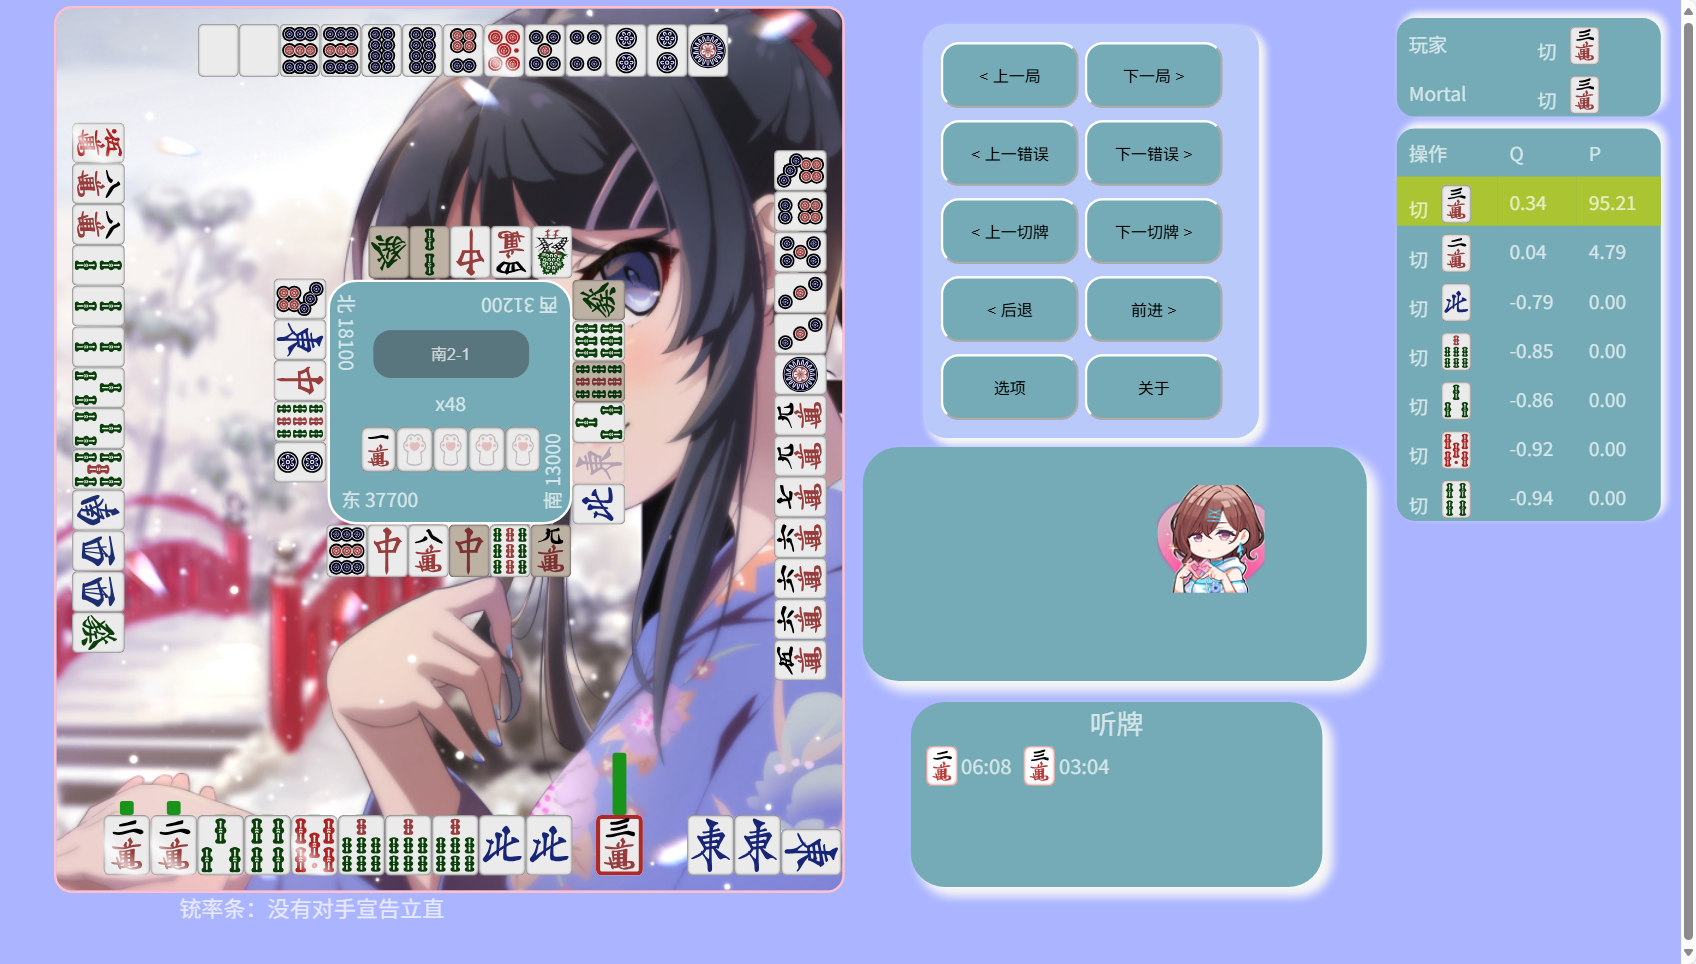 < 上一局
下一局 >
< 上一错误
下一错误 >
< 上一切牌
下一切牌 >
< 后退
前进 >
选项
关于
玩家 切
Mortal 切
操作 Q P
切 0.34 95.21
切 0.04 4.79
切 -0.79 0.00
切 -0.85 0.00
切 -0.86 0.00
切 -0.92 0.00
切 -0.94 0.00
西 31200
北 18100
南2-1
x48
南 13000
东 37700
听牌
06:08 03:04
铳率条：没有对手宣告立直